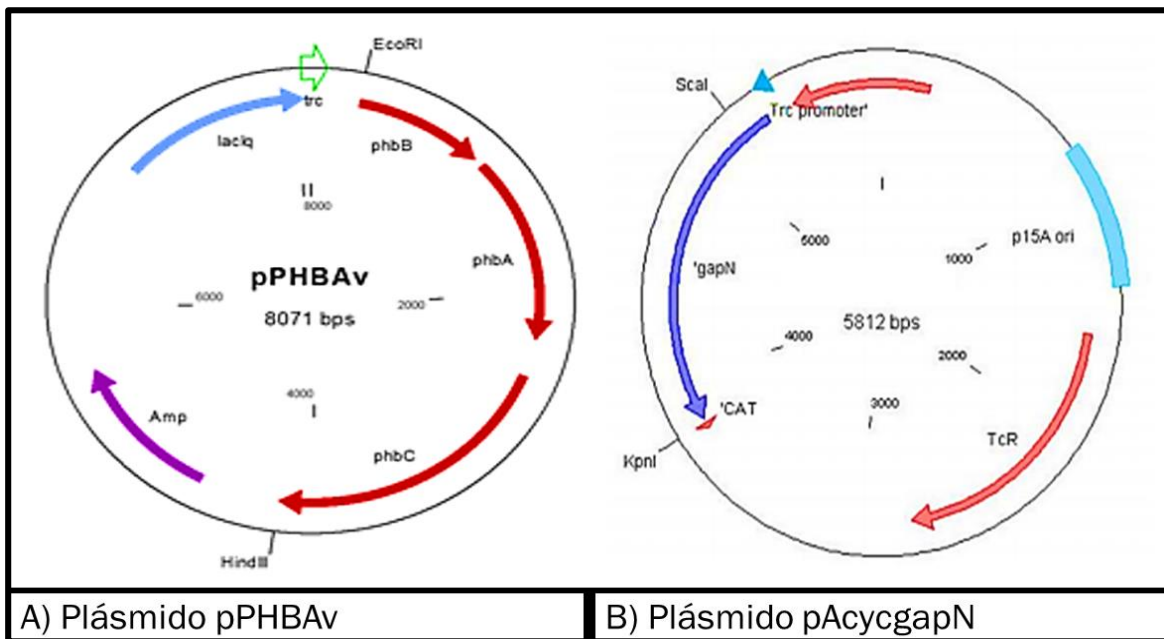 EcoRI
trc
lacIq
phbB
8000
phbA
pPHBAv
6000
2000
8071 bps
4000
Amp
phbC
HindIII
ScaI
Trc promoter'
I
p15A ori
5000
1000
'gapN
5812 bps
4000
2000
3000
'CAT
TcR
KpnI
A) Plásmido pPHBAv
B) Plásmido pAcycgapN